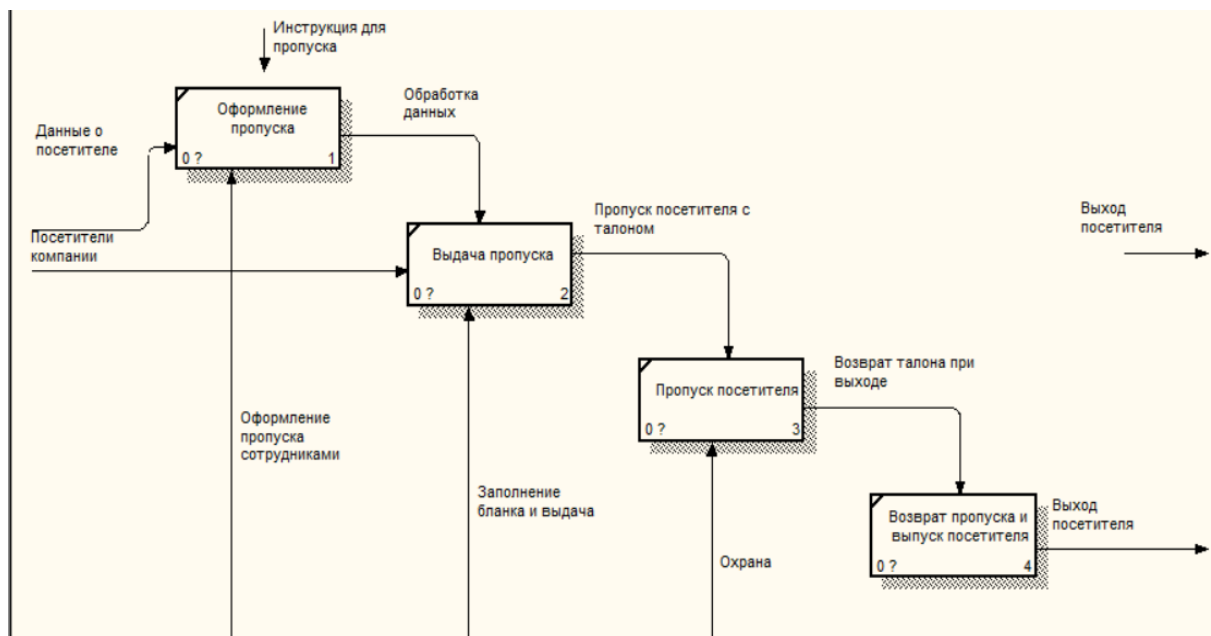 Инструкция для
пропуска
Оформление
пропуска
0 ?
1
Обработка
данных
Данные о
посетителе
Посетители
компании
Выдача пропуска
0 ?
2
Пропуск посетителя с
талоном
Выход
посетителя
Пропуск посетителя
0 ?
3
Возврат талона при
выходе
Оформление
пропуска
сотрудниками
Заполнение
бланка и выдача
Охрана
Возврат пропуска и
выпуск посетителя
0 ?
4
Выход
посетителя